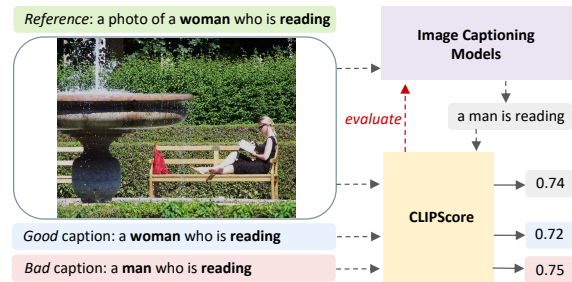 Reference: a photo of a woman who is reading
Image Captioning
Models
evaluate
a man is reading
CLIPScore
0.74
Good caption: a woman who is reading
0.72
Bad caption: a man who is reading
0.75